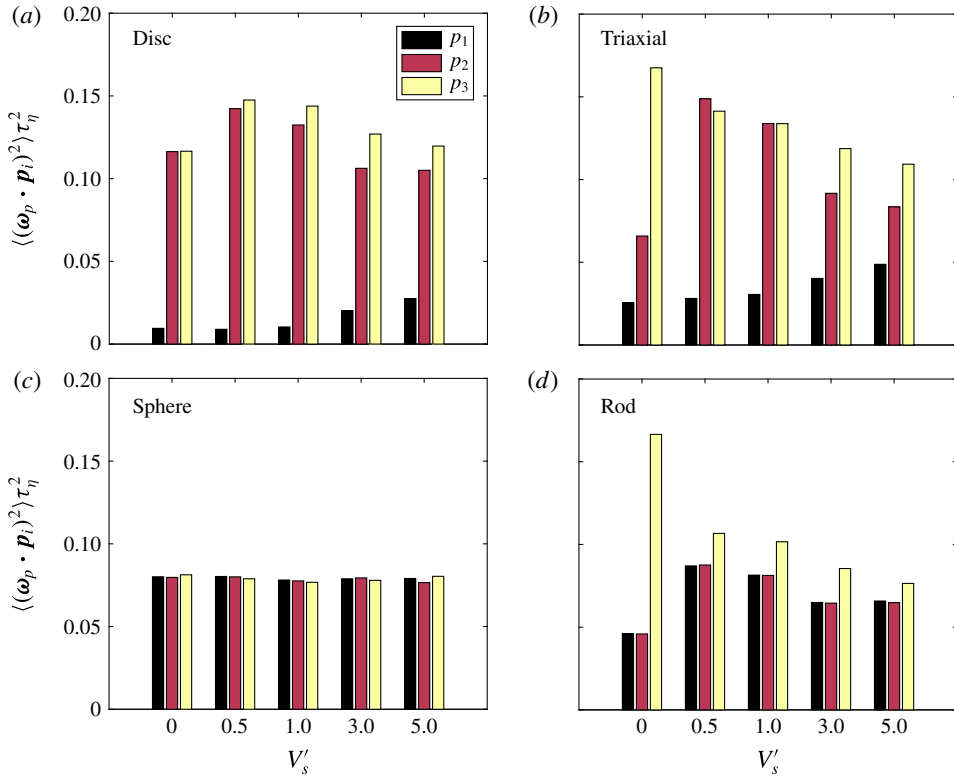 (a)
0.20
0.15
0.10
0.05
0
Disc
p₁
p₂
p₃
⟨(ωₚ · pᵢ)²⟩τ_η²
(b)
Triaxial
(c)
0.20
0.15
0.10
0.05
0
Sphere
⟨(ωₚ · pᵢ)²⟩τ_η²
0 0.5 1.0 3.0 5.0
V′ₛ
(d)
Rod
0 0.5 1.0 3.0 5.0
V′ₛ